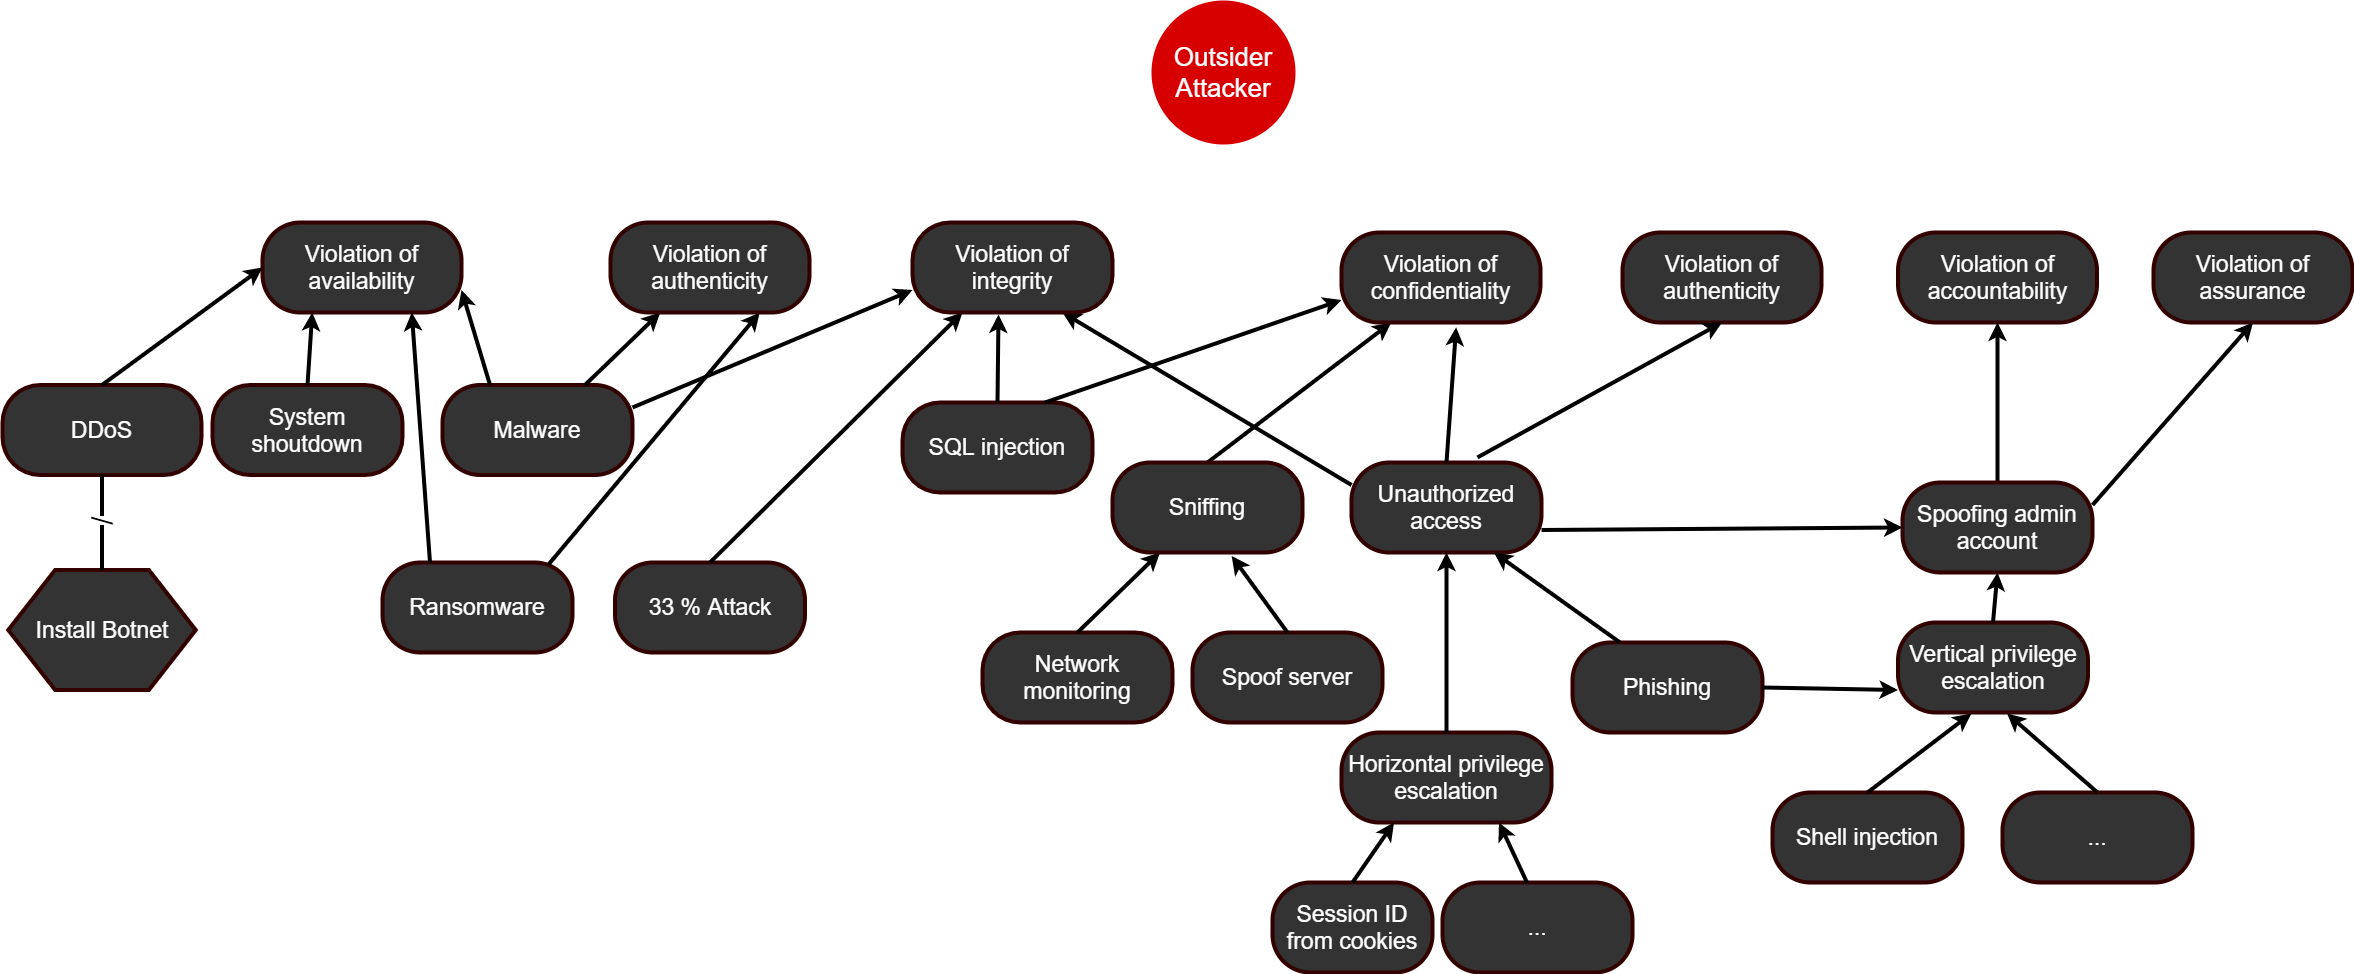 Outsider
Attacker
Violation of
availability
Violation of
authenticity
Violation of
integrity
Violation of
confidentiality
Violation of
authenticity
Violation of
accountability
Violation of
assurance
DDoS
System
shoutdown
Malware
SQL injection
Sniffing
Unauthorized
access
Spoofing admin
account
Install Botnet
Ransomware
33 % Attack
Network
monitoring
Spoof server
Phishing
Vertical privilege
escalation
Horizontal privilege
escalation
Shell injection
...
Session ID
from cookies
...